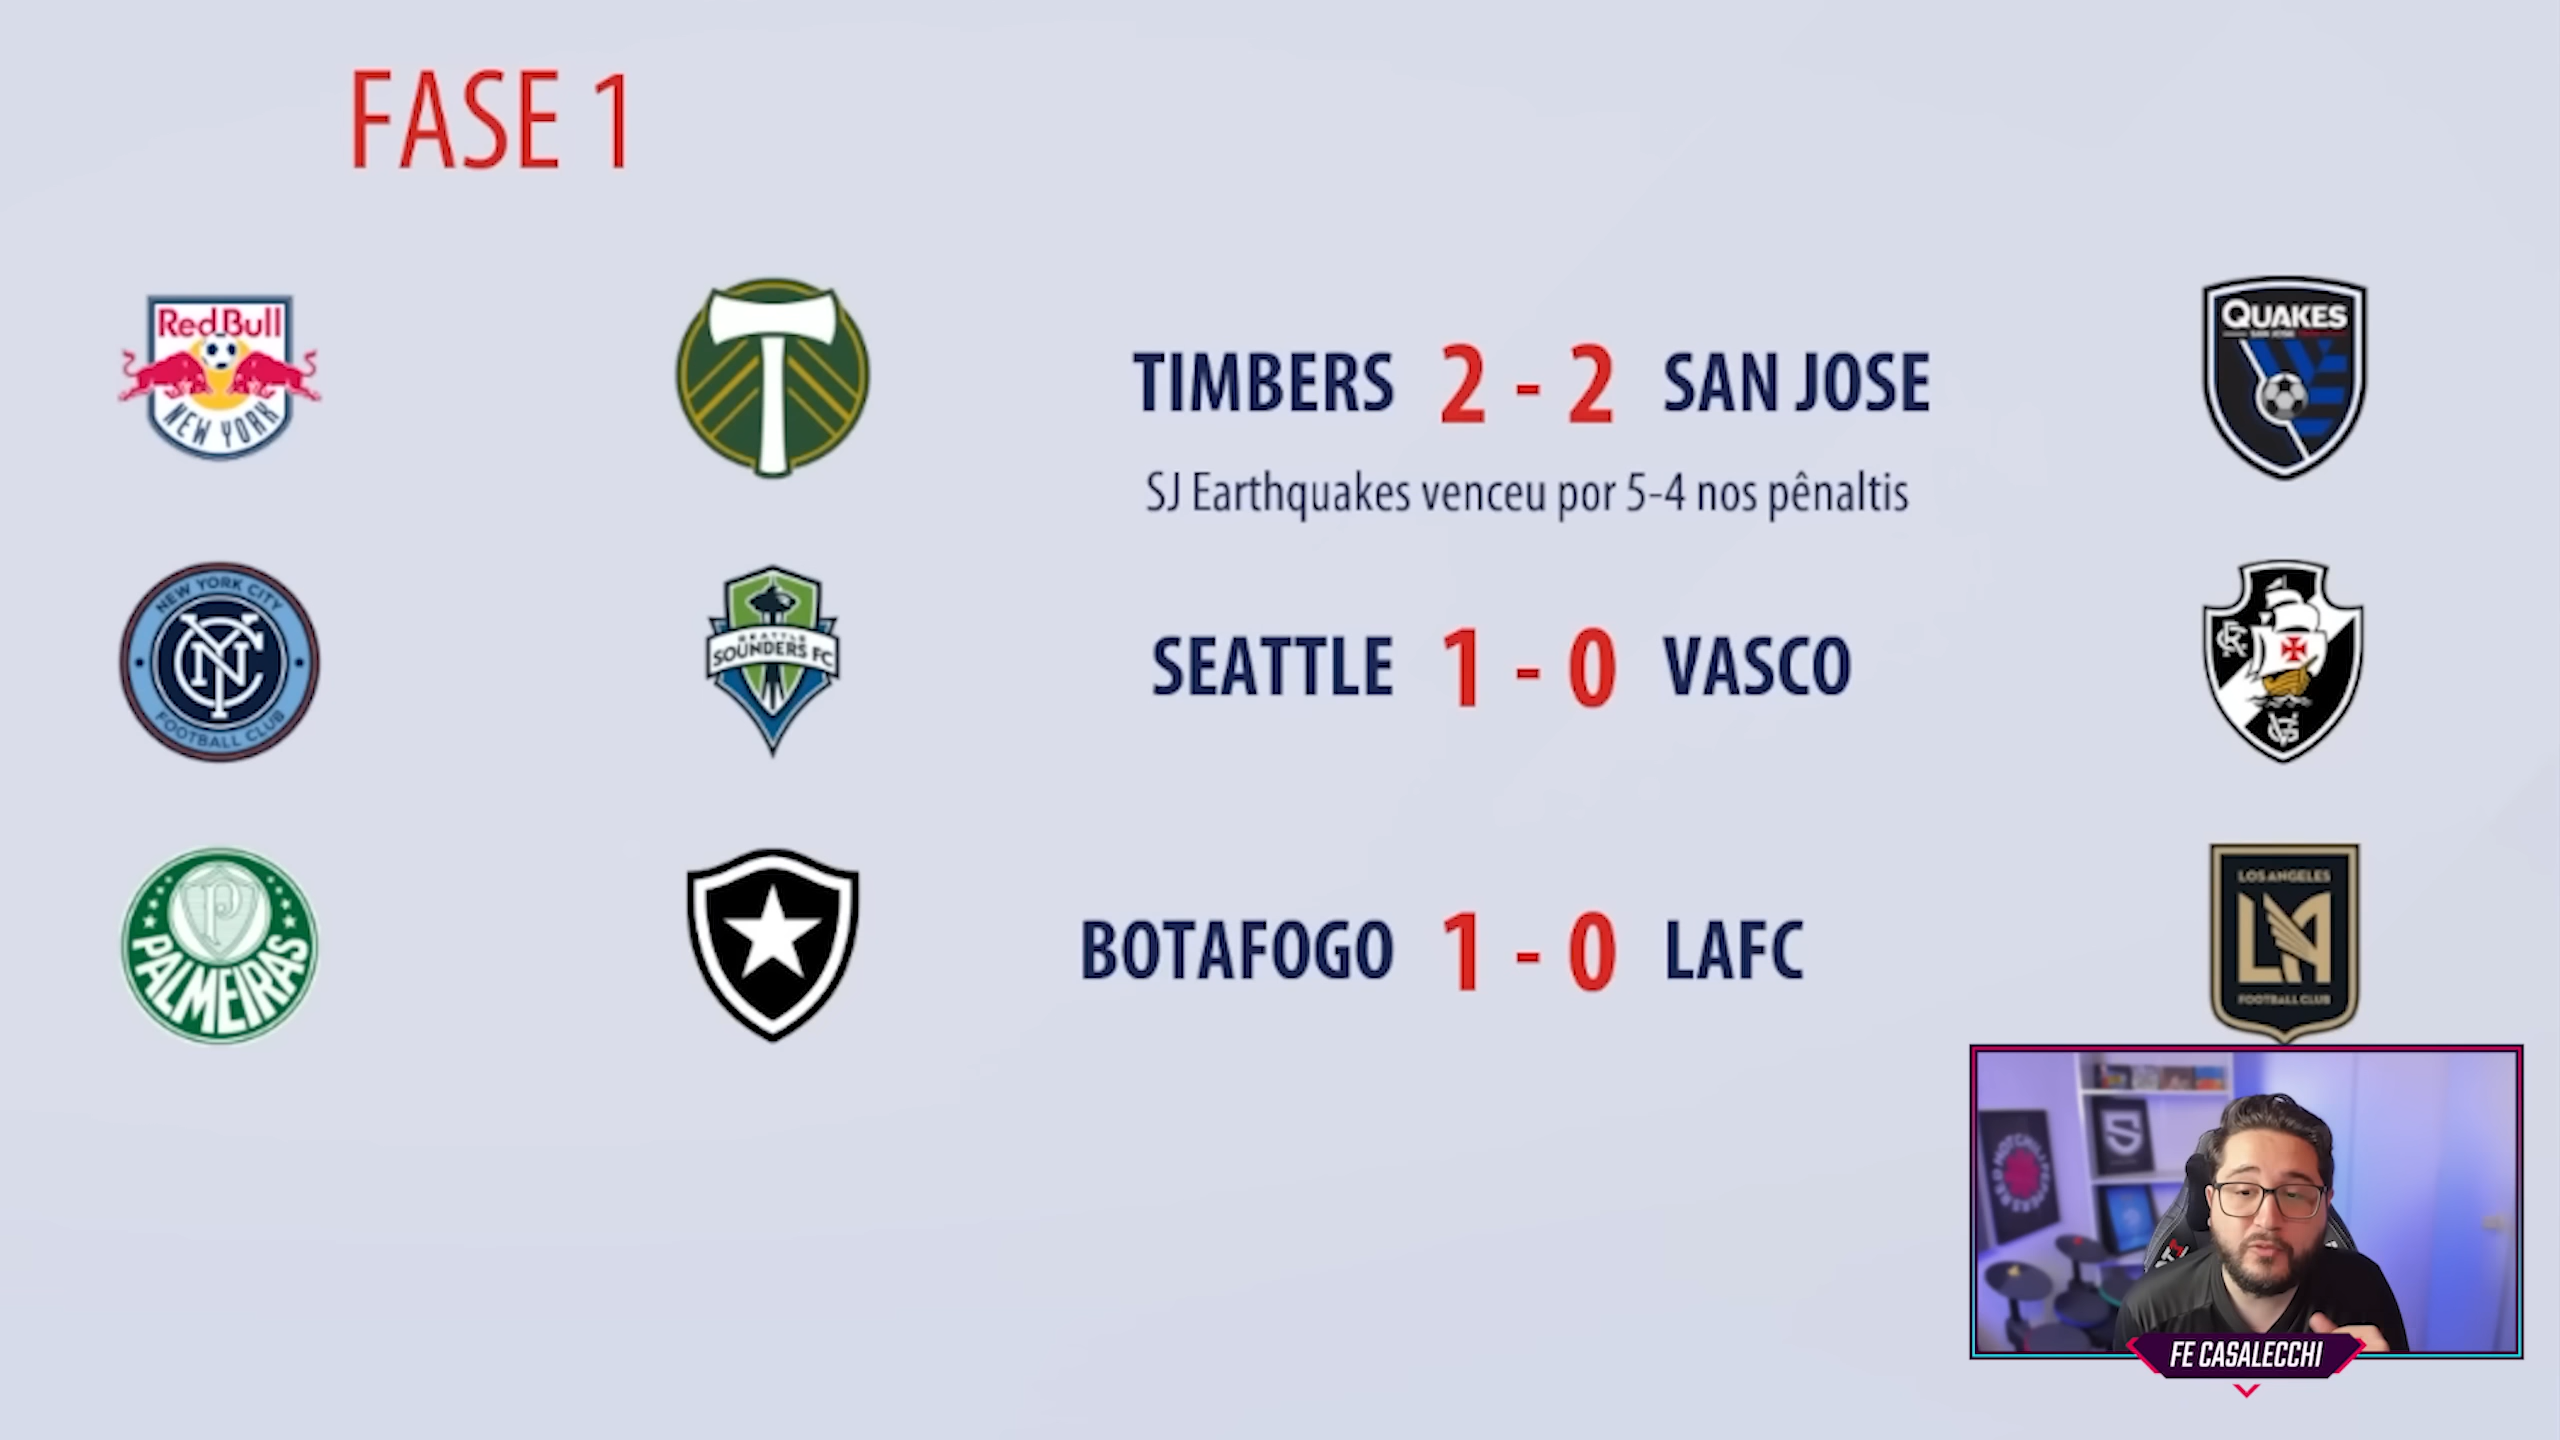 FASE 1
Red Bull
NEW YORK
TIMBERS 2 - 2 SAN JOSE
QUAKES
SJ Earthquakes venceu por 5-4 nos pênaltis
NEW YORK CITY
FOOTBALL CLUB
SEATTLE
SOUNDERS FC
SEATTLE 1 - 0 VASCO
PALMEIRAS
BOTAFOGO 1 - 0 LAFC
LOS ANGELES
LA
FOOTBALL CLUB
FE CASALECCHI